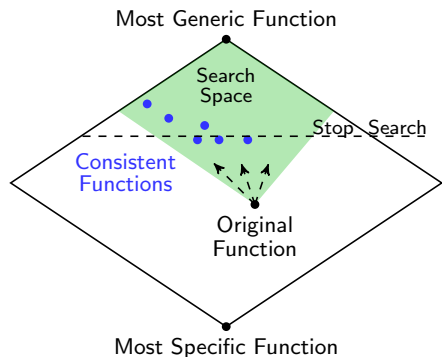 Most Generic Function
Search
Space
Stop Search
Consistent
Functions
Original
Function
Most Specific Function